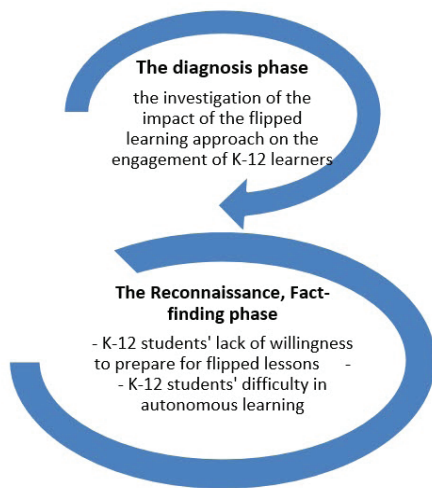 The diagnosis phase
the investigation of the
impact of the flipped
learning approach on the
engagement of K-12 learners
The Reconnaissance, Fact-
finding phase
- K-12 students' lack of willingness
to prepare for flipped lessons -
- K-12 students' difficulty in
autonomous learning